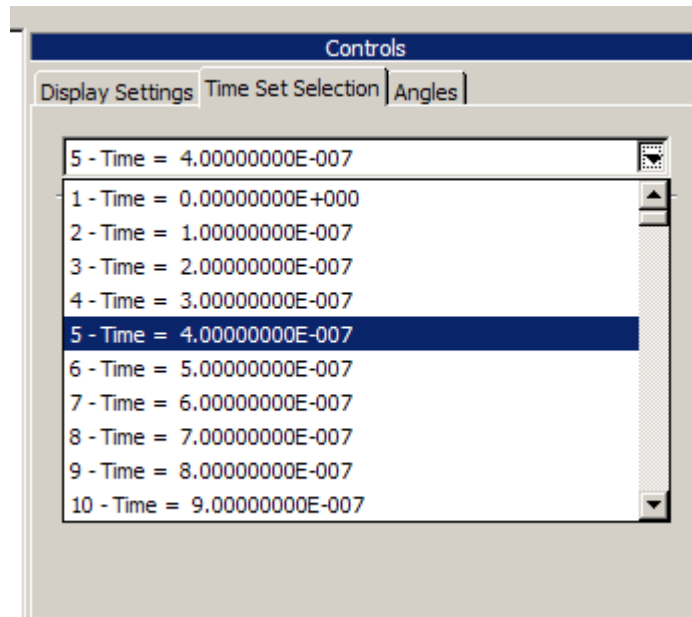 Controls
Display Settings Time Set Selection Angles
5 - Time = 4.00000000E-007
1 - Time = 0.00000000E+000
2 - Time = 1.00000000E-007
3 - Time = 2.00000000E-007
4 - Time = 3.00000000E-007
5 - Time = 4.00000000E-007
6 - Time = 5.00000000E-007
7 - Time = 6.00000000E-007
8 - Time = 7.00000000E-007
9 - Time = 8.00000000E-007
10 - Time = 9.00000000E-007